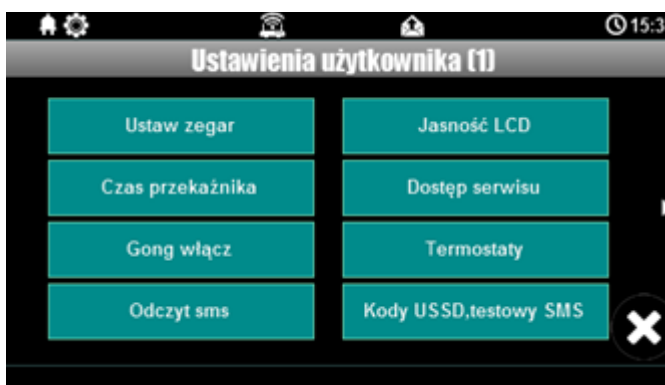 15:3
Ustawienia użytkownika (1)
Ustaw zegar
Jasność LCD
Czas przekaźnika
Dostęp serwisu
Gong włącz
Termostaty
Odczyt sms
Kody USSD,testowy SMS